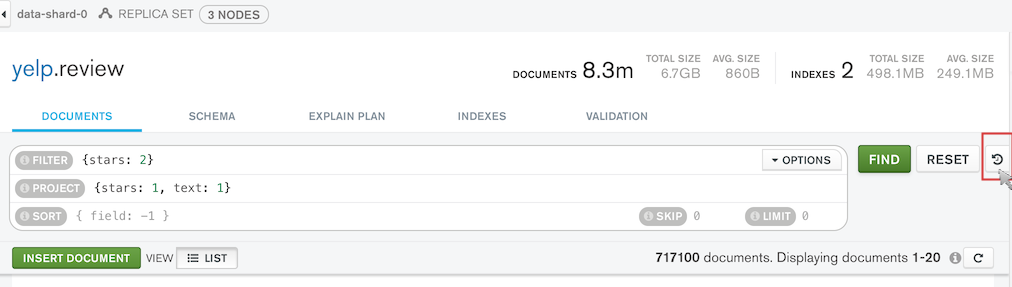 data-shard-0 REPLICA SET 3 NODES
yelp.review
DOCUMENTS 8.3m TOTAL SIZE 6.7GB AVG. SIZE 860B INDEXES 2 TOTAL SIZE 498.1MB AVG. SIZE 249.1MB
DOCUMENTS SCHEMA EXPLAIN PLAN INDEXES VALIDATION
FILTER {stars: 2} OPTIONS FIND RESET
PROJECT {stars: 1, text: 1}
SORT { field: -1 } SKIP 0 LIMIT 0
INSERT DOCUMENT VIEW LIST 717100 documents. Displaying documents 1-20